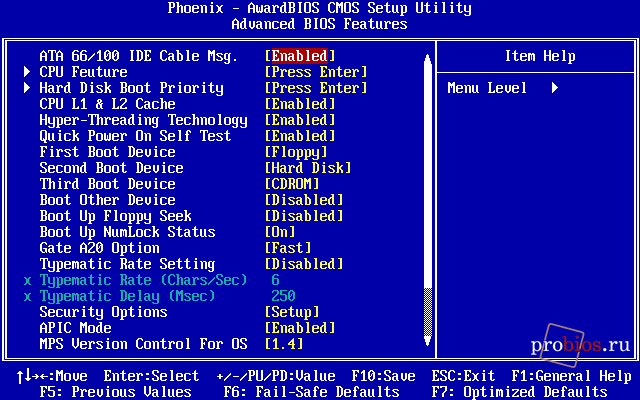 Phoenix - AwardBIOS CMOS Setup Utility
Advanced BIOS Features
ATA 66/100 IDE Cable Msg. [Enabled]
Item Help
CPU Feuture [Press Enter]
Hard Disk Boot Priority [Press Enter]
Menu Level
CPU L1 & L2 Cache [Enabled]
Hyper-Threading Technology [Enabled]
Quick Power On Self Test [Enabled]
First Boot Device [Floppy]
Second Boot Device [Hard Disk]
Third Boot Device [CDROM]
Boot Other Device [Disabled]
Boot Up Floppy Seek [Disabled]
Boot Up NumLock Status [On]
Gate A20 Option [Fast]
Typematic Rate Setting [Disabled]
x Typematic Rate (Chars/Sec) 6
x Typematic Delay (Msec) 250
Security Options [Setup]
APIC Mode [Enabled]
MPS Version Control For OS [1.4]
probios.ru
↑↓→←:Move Enter:Select +/-/PU/PD:Value F10:Save ESC:Exit F1:General Help
F5: Previous Values F6: Fail-Safe Defaults F7: Optimized Defaults